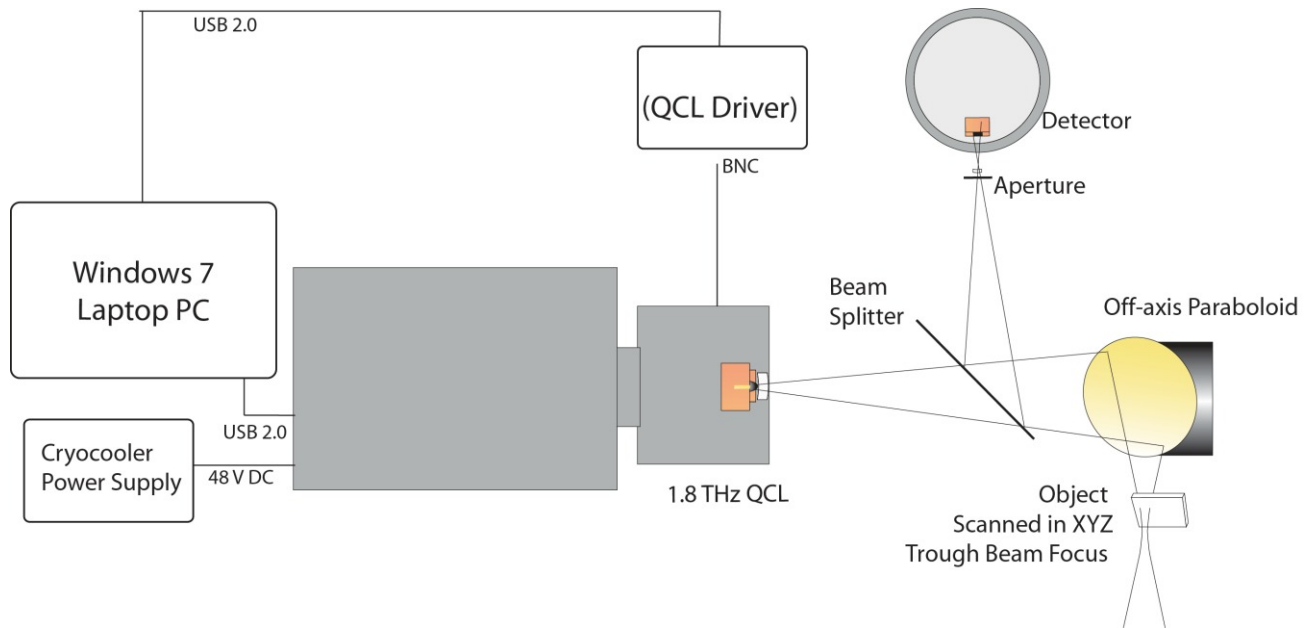 USB 2.0
(QCL Driver)
BNC
Detector
Aperture
Windows 7
Laptop PC
Beam
Splitter
Off-axis Paraboloid
USB 2.0
Cryocooler
Power Supply
48 V DC
1.8 THz QCL
Object
Scanned in XYZ
Trough Beam Focus